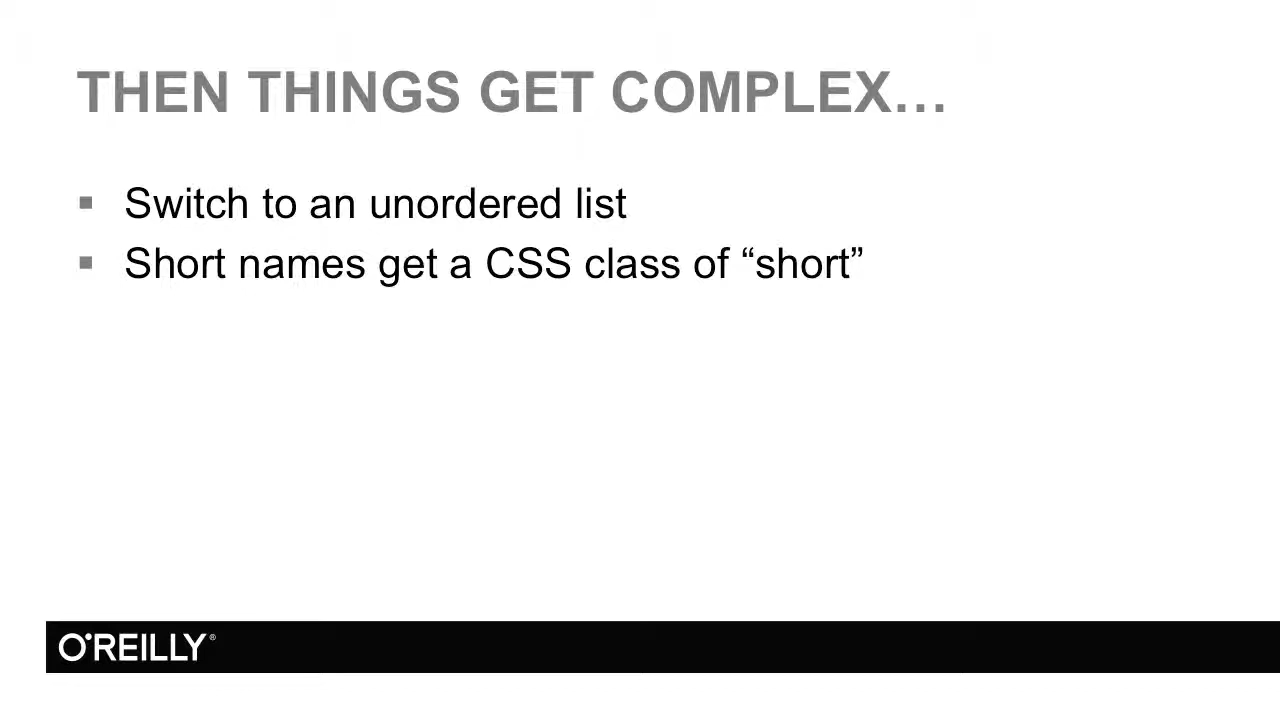 THEN THINGS GET COMPLEX…
▪ Switch to an unordered list
▪ Short names get a CSS class of “short”
O'REILLY®